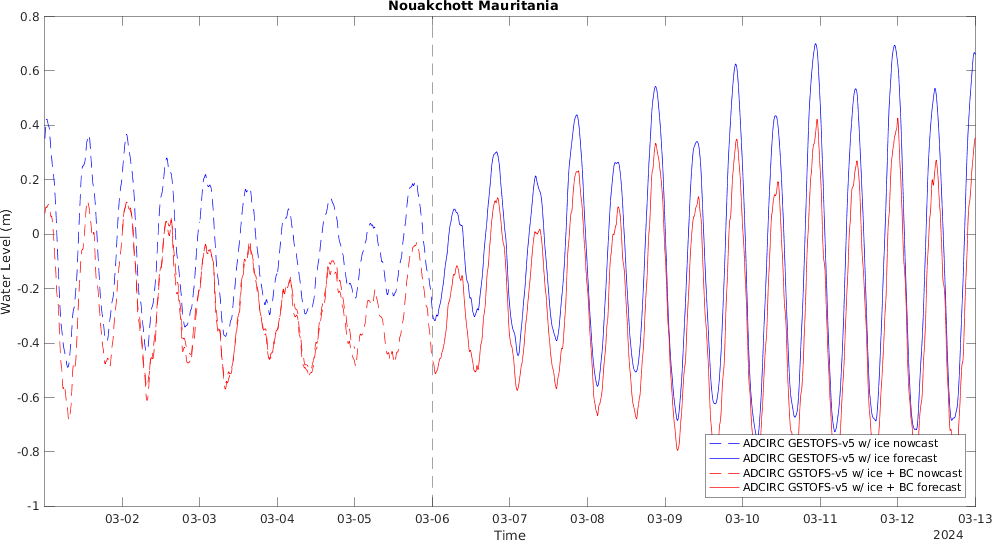 Nouakchott Mauritania
0.8
0.6
0.4
0.2
0
-0.2
-0.4
-0.6
-0.8
-1
Water Level (m)
ADCIRC GESTOFS-v5 w/ ice nowcast
ADCIRC GESTOFS-v5 w/ ice forecast
ADCIRC GSTOFS-v5 w/ ice + BC nowcast
ADCIRC GSTOFS-v5 w/ ice + BC forecast
03-02 03-03 03-04 03-05 03-06 03-07 03-08 03-09 03-10 03-11 03-12 03-13
Time
2024